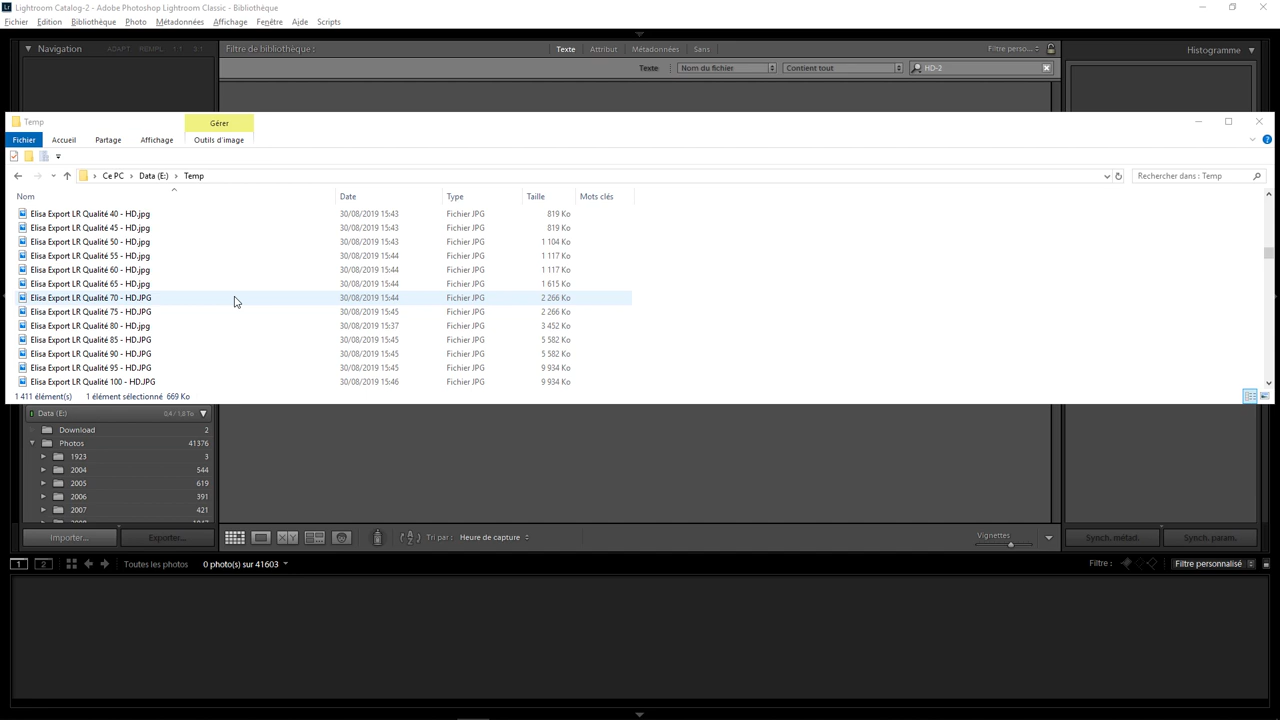 Lightroom Catalog-2 - Adobe Photoshop Lightroom Classic - Bibliothèque
Fichier Edition Bibliothèque Photo Métadonnées Affichage Fenêtre Aide Scripts
Navigation ADAPT REMPL. 1:1 3:1 Filtre de bibliothèque : Texte Attribut Métadonnées Sans Filtre perso... Histogramme
Texte Nom du fichier Contient tout HD-2
Temp Gérer
Fichier Accueil Partage Affichage Outils d'image
Ce PC Data (E:) Temp Rechercher dans : Temp
Nom Date Type Taille Mots clés
Elisa Export LR Qualité 40 - HD.jpg 30/08/2019 15:43 Fichier JPG 819 Ko
Elisa Export LR Qualité 45 - HD.jpg 30/08/2019 15:43 Fichier JPG 819 Ko
Elisa Export LR Qualité 50 - HD.jpg 30/08/2019 15:43 Fichier JPG 1 104 Ko
Elisa Export LR Qualité 55 - HD.jpg 30/08/2019 15:44 Fichier JPG 1 117 Ko
Elisa Export LR Qualité 60 - HD.jpg 30/08/2019 15:44 Fichier JPG 1 117 Ko
Elisa Export LR Qualité 65 - HD.jpg 30/08/2019 15:44 Fichier JPG 1 615 Ko
Elisa Export LR Qualité 70 - HD.JPG 30/08/2019 15:44 Fichier JPG 2 266 Ko
Elisa Export LR Qualité 75 - HD.JPG 30/08/2019 15:45 Fichier JPG 2 266 Ko
Elisa Export LR Qualité 80 - HD.jpg 30/08/2019 15:37 Fichier JPG 3 452 Ko
Elisa Export LR Qualité 85 - HD.JPG 30/08/2019 15:45 Fichier JPG 5 582 Ko
Elisa Export LR Qualité 90 - HD.JPG 30/08/2019 15:45 Fichier JPG 5 582 Ko
Elisa Export LR Qualité 95 - HD.JPG 30/08/2019 15:45 Fichier JPG 9 934 Ko
Elisa Export LR Qualité 100 - HD.JPG 30/08/2019 15:46 Fichier JPG 9 934 Ko
1 411 élément(s) 1 élément sélectionné 669 Ko
Data (E:) 0,4 / 1,8 To
Download 2
Photos 41376
1923 3
2004 544
2005 619
2006 391
2007 421
Importer... Exporter... XY Tri par : Heure de capture Vignettes Synch. métad. Synch. param.
1 2 Toutes les photos 0 photo(s) sur 41603 Filtre : Filtre personnalisé